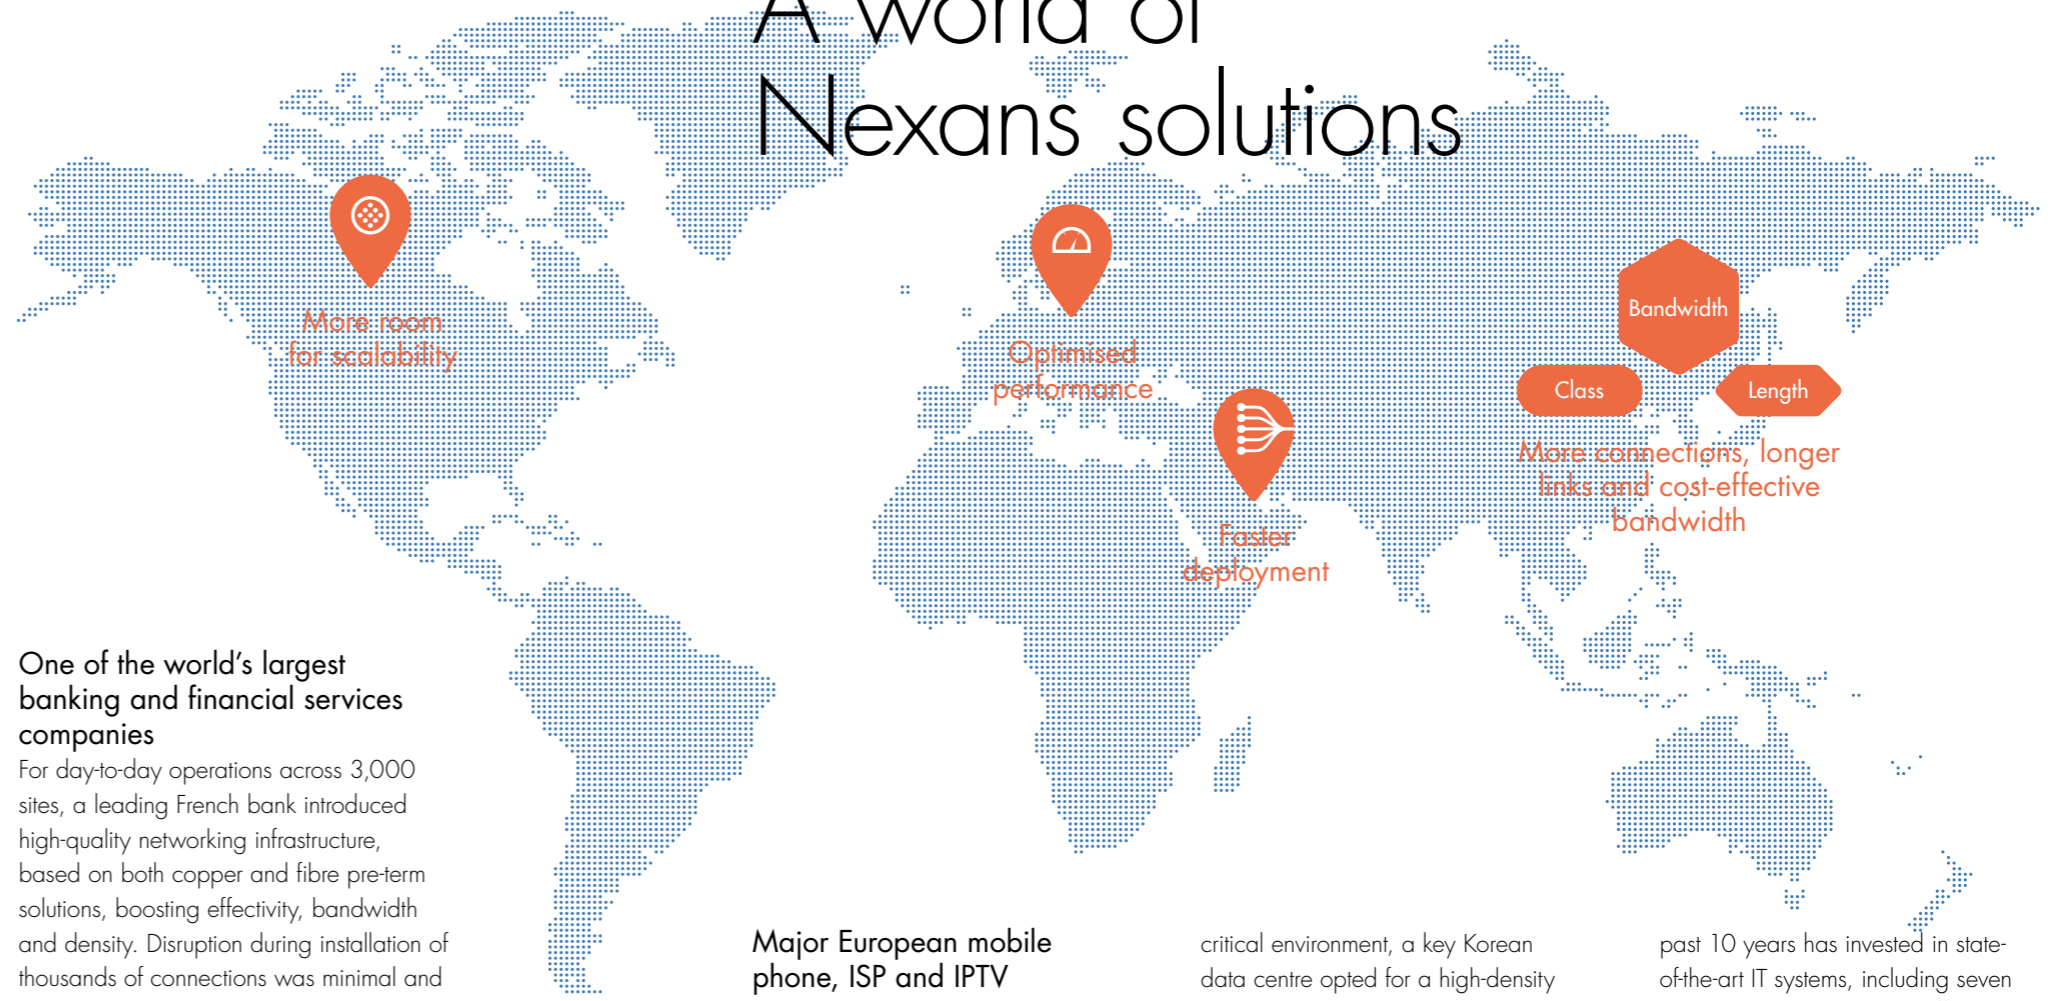 A world of
Nexans solutions
More room
for scalability
Optimised
performance
Faster
deployment
Bandwidth
Class
Length
More connections, longer
links and cost-effective
bandwidth
One of the world's largest
banking and financial services
companies
For day-to-day operations across 3,000
sites, a leading French bank introduced
high-quality networking infrastructure,
based on both copper and fibre pre-term
solutions, boosting effectivity, bandwidth
and density. Disruption during installation of
thousands of connections was minimal and
Major European mobile
phone, ISP and IPTV
critical environment, a key Korean
data centre opted for a high-density
past 10 years has invested in state-
of-the-art IT systems, including seven